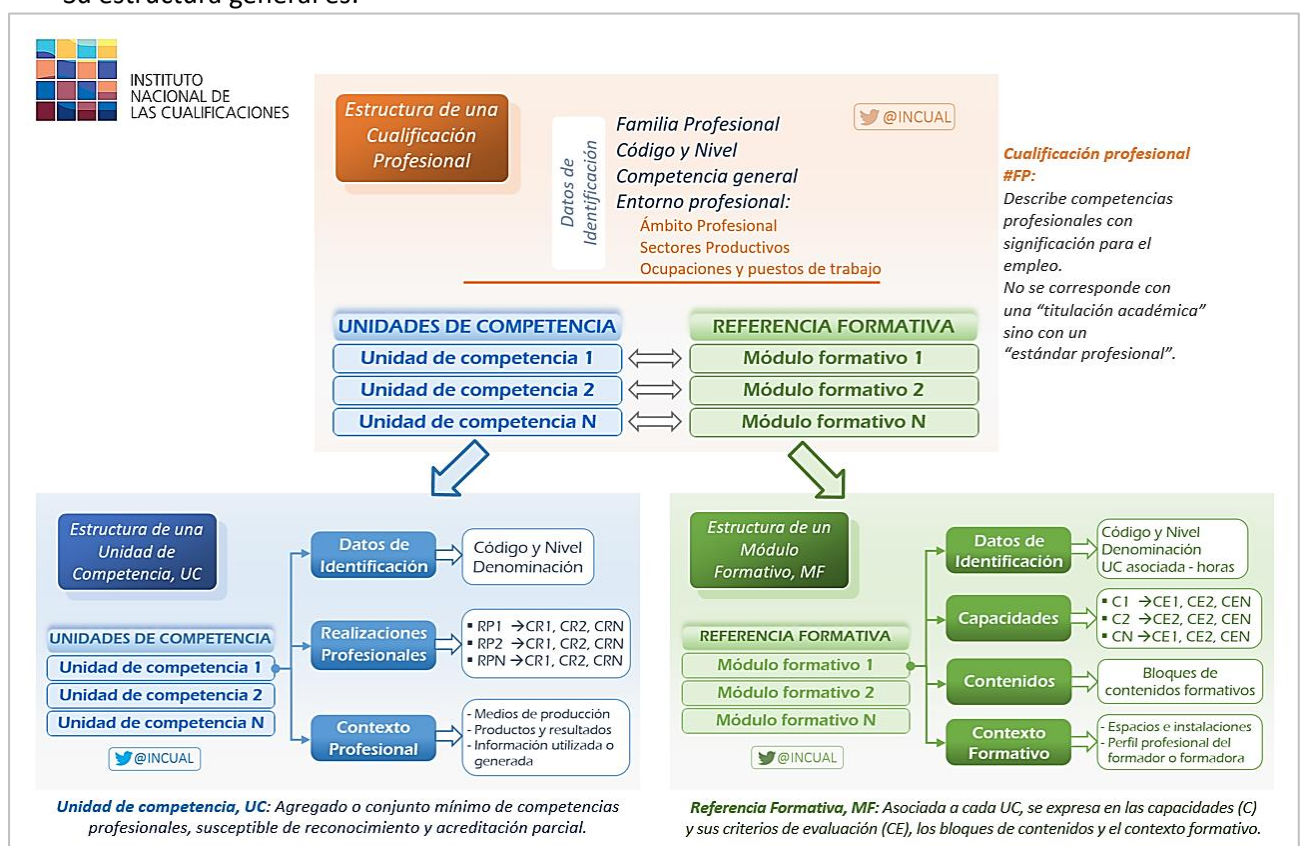 Su estructura general es:
INSTITUTO
NACIONAL DE
LAS CUALIFICACIONES
Estructura de una
Cualificación
Profesional
Datos de
Identificación
Familia Profesional
Código y Nivel
Competencia general
Entorno profesional:
Ámbito Profesional
Sectores Productivos
Ocupaciones y puestos de trabajo
@INCUAL
Cualificación profesional
#FP:
Describe competencias
profesionales con
significación para el
empleo.
No se corresponde con
una “titulación académica”
sino con un
“estándar profesional”.
UNIDADES DE COMPETENCIA
Unidad de competencia 1
Unidad de competencia 2
Unidad de competencia N
REFERENCIA FORMATIVA
Módulo formativo 1
Módulo formativo 2
Módulo formativo N
Estructura de una
Unidad de
Competencia, UC
UNIDADES DE COMPETENCIA
Unidad de competencia 1
Unidad de competencia 2
Unidad de competencia N
@INCUAL
Datos de
Identificación
Código y Nivel
Denominación
Realizaciones
Profesionales
▪ RP1 →CR1, CR2, CRN
▪ RP2 →CR1, CR2, CRN
▪ RPN →CR1, CR2, CRN
Contexto
Profesional
- Medios de producción
- Productos y resultados
- Información utilizada o
generada
Unidad de competencia, UC: Agregado o conjunto mínimo de competencias
profesionales, susceptible de reconocimiento y acreditación parcial.
Estructura de un
Módulo
Formativo, MF
REFERENCIA FORMATIVA
Módulo formativo 1
Módulo formativo 2
Módulo formativo N
@INCUAL
Datos de
Identificación
Código y Nivel
Denominación
UC asociada - horas
Capacidades
▪ C1 →CE1, CE2, CEN
▪ C2 →CE2, CE2, CEN
▪ CN →CE1, CE2, CEN
Contenidos
Bloques de
contenidos formativos
Contexto
Formativo
- Espacios e instalaciones
- Perfil profesional del
formador o formadora
Referencia Formativa, MF: Asociada a cada UC, se expresa en las capacidades (C)
y sus criterios de evaluación (CE), los bloques de contenidos y el contexto formativo.